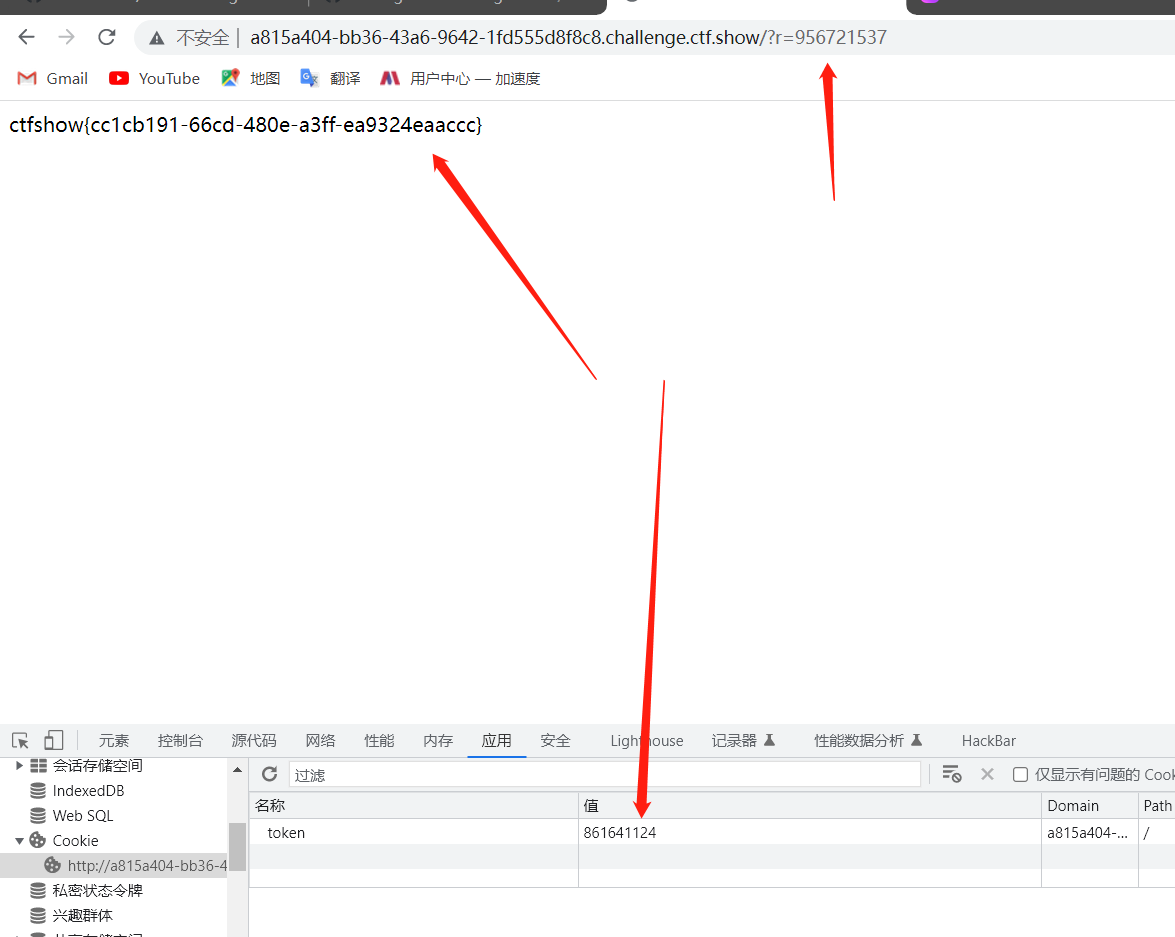 不安全 | a815a404-bb36-43a6-9642-1fd555d8f8c8.challenge.ctf.show/?r=956721537
Gmail YouTube 地图 翻译 用户中心 — 加速度
ctfshow{cc1cb191-66cd-480e-a3ff-ea9324eaaccc}
元素 控制台 源代码 网络 性能 内存 应用 安全 Lighthouse 记录器 性能数据分析 HackBar
会话存储空间 过滤 仅显示有问题的 Cook
IndexedDB 名称 值 Domain Path
Web SQL token 861641124 a815a404-... /
Cookie
http://a815a404-bb36-4
私密状态令牌
兴趣群体